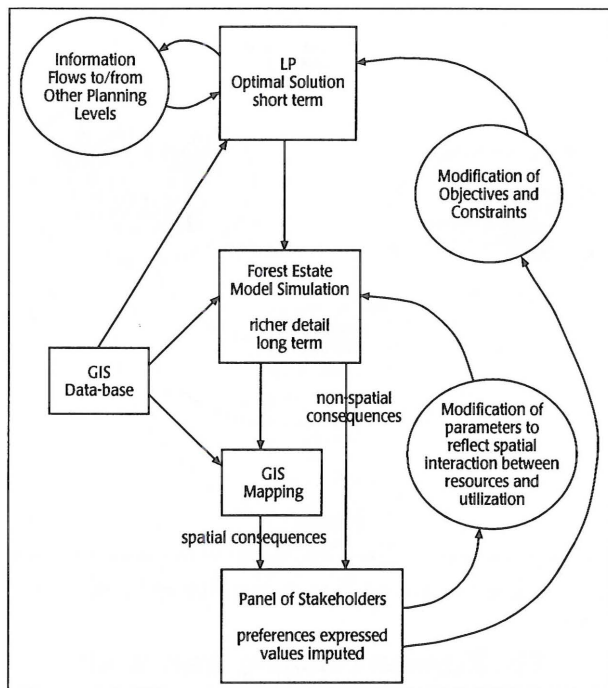 Information
Flows to/from
Other Planning
Levels
LP
Optimal Solution
short term
Modification of
Objectives and
Constraints
Forest Estate
Model Simulation
richer detail
long term
GIS
Data-base
non-spatial
consequences
Modification of
parameters to
reflect spatial
interaction between
resources and
utilization
GIS
Mapping
spatial consequences
Panel of Stakeholders
preferences expressed
values imputed